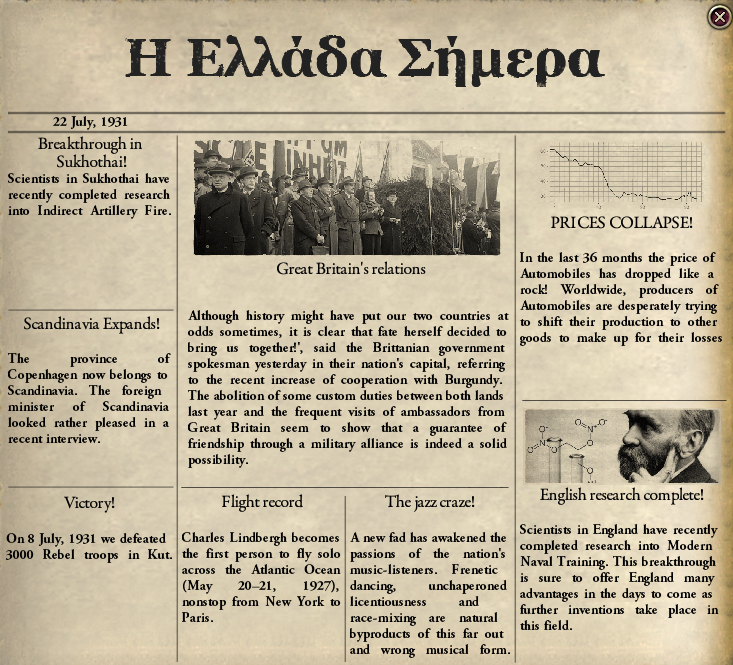 Η Ελλάδα Σήμερα
22 July, 1931
Breakthrough in
Sukhothai!
Scientists in Sukhothai have
recently completed research
into Indirect Artillery Fire.
Scandinavia Expands!
The province of
Copenhagen now belongs to
Scandinavia. The foreign
minister of Scandinavia
looked rather pleased in a
recent interview.
Victory!
On 8 July, 1931 we defeated
3000 Rebel troops in Kut.
Great Britain's relations
Although history might have put our two countries at
odds sometimes, it is clear that fate herself decided to
bring us together!', said the Brittanian government
spokesman yesterday in their nation's capital, referring
to the recent increase of cooperation with Burgundy.
The abolition of some custom duties between both lands
last year and the frequent visits of ambassadors from
Great Britain seem to show that a guarantee of
friendship through a military alliance is indeed a solid
possibility.
Flight record
Charles Lindbergh becomes
the first person to fly solo
across the Atlantic Ocean
(May 20–21, 1927),
nonstop from New York to
Paris.
The jazz craze!
A new fad has awakened the
passions of the nation's
music-listeners. Frenetic
dancing, unchaperoned
licentiousness and
race-mixing are natural
byproducts of this far out
and wrong musical form.
PRICES COLLAPSE!
In the last 36 months the price of
Automobiles has dropped like a
rock! Worldwide, producers of
Automobiles are desperately trying
to shift their production to other
goods to make up for their losses
English research complete!
Scientists in England have recently
completed research into Modern
Naval Training. This breakthrough
is sure to offer England many
advantages in the days to come as
further inventions take place in
this field.